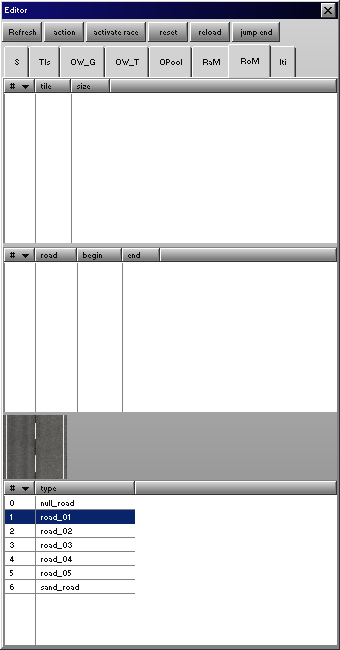 Editor
Refresh action activate race reset reload jump end
S Tls OW_G OW_T OPool RaM RoM Iti
# tile size
# road begin end
# type
0 null_road
1 road_01
2 road_02
3 road_03
4 road_04
5 road_05
6 sand_road